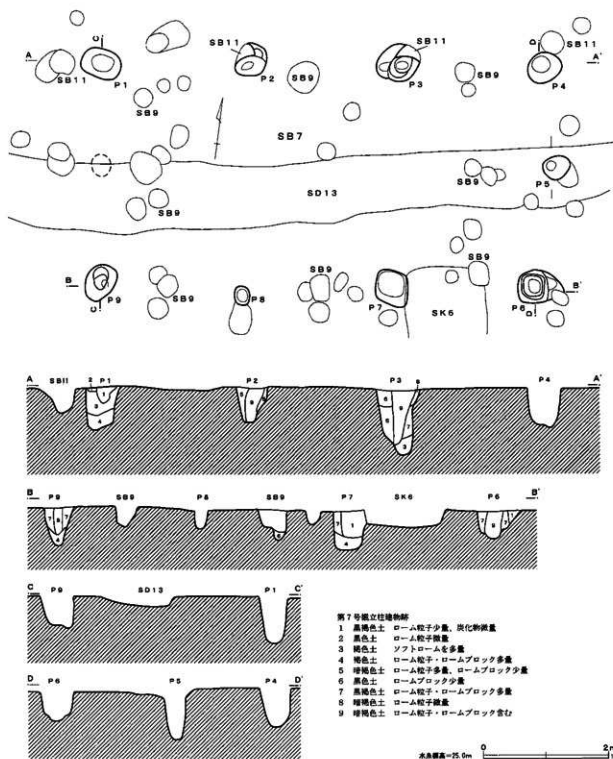 SB11
SB11
SB11
A
SB11
P1
P2
SB9
P3
SB9
P4
A'
SB9
SB7
SD13
SB9
P5
SB9
SB9
B
P9
SB9
P8
P7
SK6
P6
B'
A
SB11
2
P1
P2
P3
P4
A'
B
P9
SB9
P8
SB9
P7
SK6
P6
B'
C
P9
SD13
P1
C'
D
P6
P5
P4
D'
第7号掘立柱建物跡
1 黒褐色土 ローム粒子少量、炭化物微量
2 黒色土 ローム粒子微量
3 褐色土 ソフトロームを多量
4 褐色土 ローム粒子・ロームブロック多量
5 暗褐色土 ローム粒子多量、ロームブロック少量
6 黒色土 ロームブロック少量
7 黒褐色土 ローム粒子・ロームブロック多量
8 暗褐色土 ローム粒子微量
9 暗褐色土 ローム粒子・ロームブロック含む
水糸標高=25.0m
0 2m